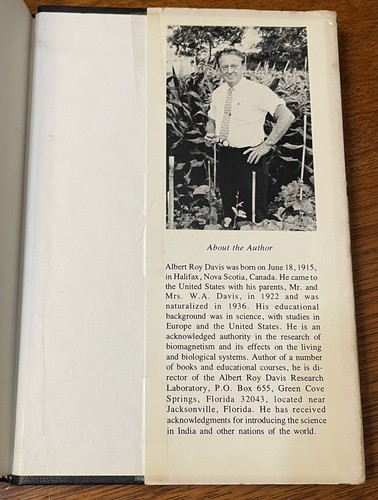 About the Author
Albert Roy Davis was born on June 18, 1915,
in Halifax, Nova Scotia, Canada. He came to
the United States with his parents, Mr. and
Mrs. W.A. Davis, in 1922 and was
naturalized in 1936. His educational
background was in science, with studies in
Europe and the United States. He is an
acknowledged authority in the research of
biomagnetism and its effects on the living
and biological systems. Author of a number
of books and educational courses, he is di-
rector of the Albert Roy Davis Research
Laboratory, P.O. Box 655, Green Cove
Springs, Florida 32043, located near
Jacksonville, Florida. He has received
acknowledgments for introducing the science
in India and other nations of the world.